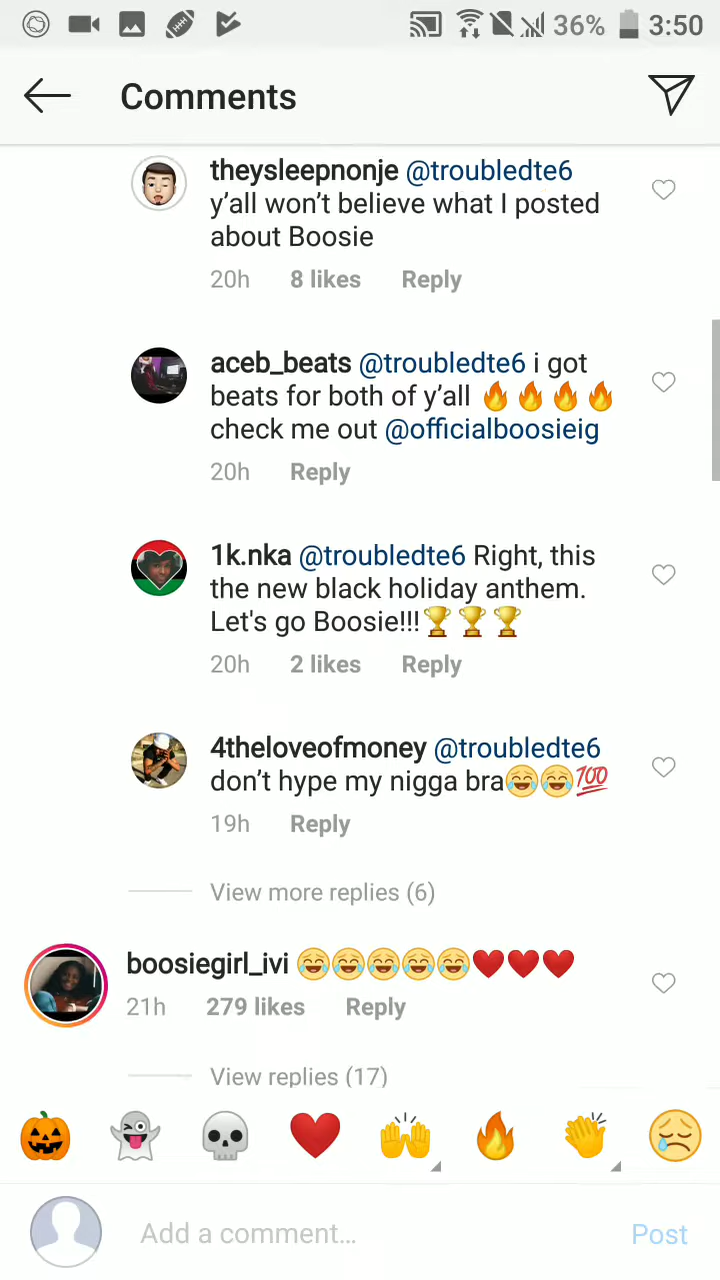 36% 3:50
Comments
theysleepnonje @troubledte6
y’all won’t believe what I posted
about Boosie
20h 8 likes Reply
aceb_beats @troubledte6 i got
beats for both of y’all 🔥🔥🔥🔥
check me out @officialboosieig
20h Reply
1k.nka @troubledte6 Right, this
the new black holiday anthem.
Let's go Boosie!!!🏆🏆🏆
20h 2 likes Reply
4theloveofmoney @troubledte6
don’t hype my nigga bra😂😂💯
19h Reply
View more replies (6)
boosiegirl_ivi 😂😂😂😂😂❤️❤️❤️
21h 279 likes Reply
View replies (17)
Add a comment... Post